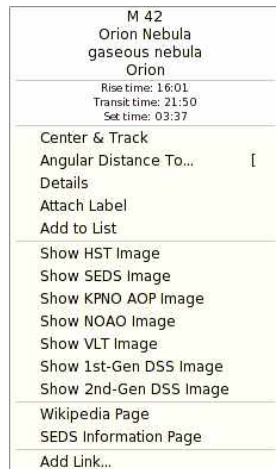 M 42
Orion Nebula
gaseous nebula
Orion
Rise time: 16:01
Transit time: 21:50
Set time: 03:37
Center & Track
Angular Distance To... [
Details
Attach Label
Add to List
Show HST Image
Show SEDS Image
Show KPNO AOP Image
Show NOAO Image
Show VLT Image
Show 1st-Gen DSS Image
Show 2nd-Gen DSS Image
Wikipedia Page
SEDS Information Page
Add Link...